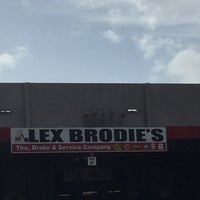 LEX BRODIE'S
Tire, Brake & Service Company